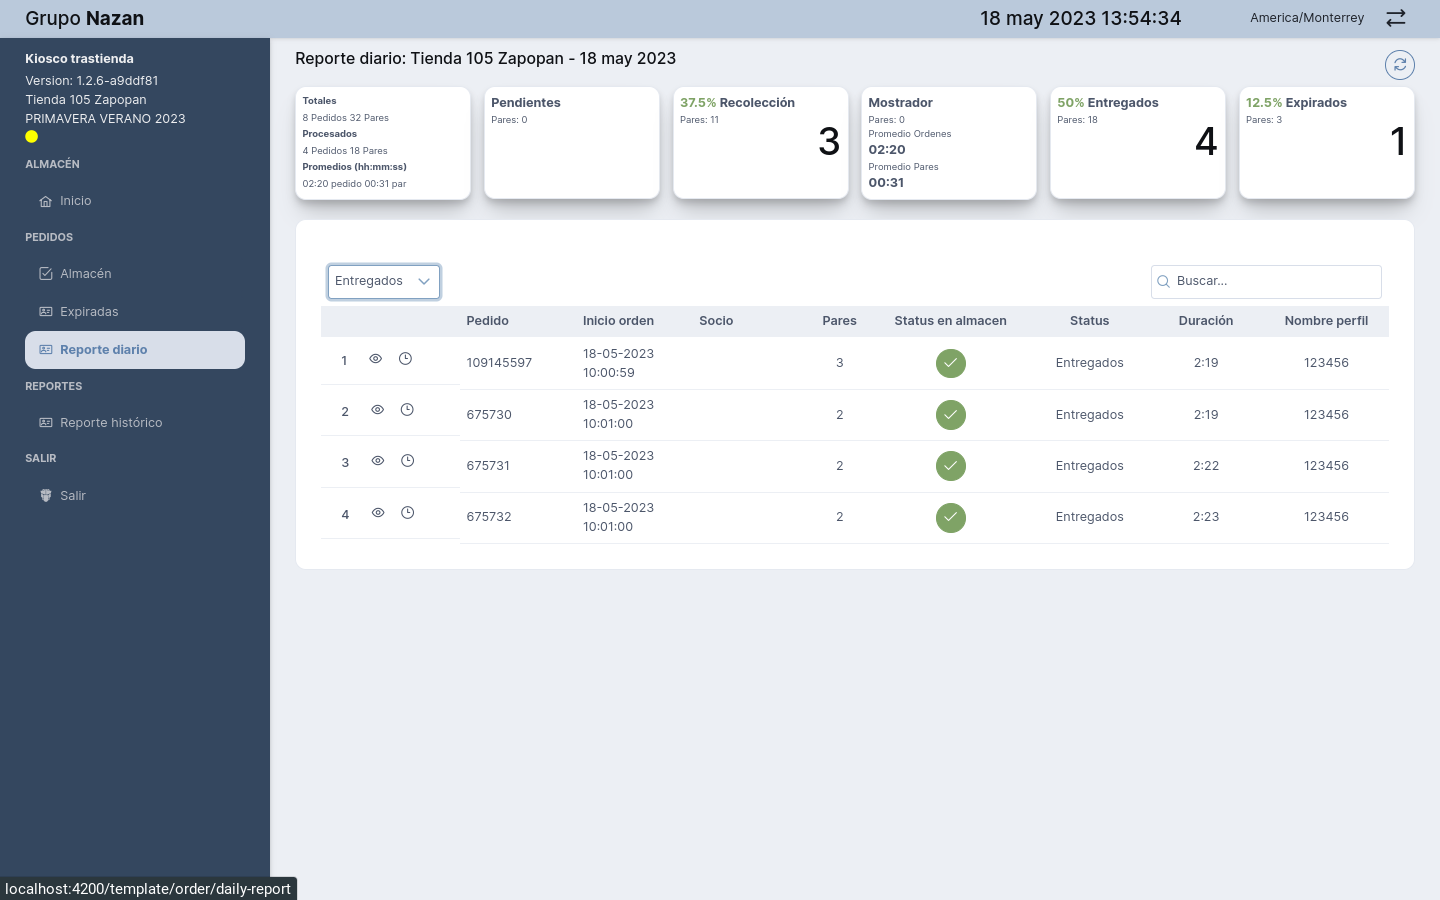 Grupo Nazan
18 may 2023 13:54:34
America/Monterrey
Kiosco trastienda
Version: 1.2.6-a9ddf81
Tienda 105 Zapopan
PRIMAVERA VERANO 2023
ALMACÉN
Inicio
PEDIDOS
Almacén
Expiradas
Reporte diario
REPORTES
Reporte histórico
SALIR
Salir
Reporte diario: Tienda 105 Zapopan - 18 may 2023
Totales
8 Pedidos 32 Pares
Procesados
4 Pedidos 18 Pares
Promedios (hh:mm:ss)
02:20 pedido 00:31 par
Pendientes
Pares: 0
37.5% Recolección
Pares: 11
3
Mostrador
Pares: 0
Promedio Ordenes
02:20
Promedio Pares
00:31
50% Entregados
Pares: 18
4
12.5% Expirados
Pares: 3
1
Entregados
Buscar...
Pedido Inicio orden Socio Pares Status en almacen Status Duración Nombre perfil
1 109145597 18-05-2023 10:00:59 3 Entregados 2:19 123456
2 675730 18-05-2023 10:01:00 2 Entregados 2:19 123456
3 675731 18-05-2023 10:01:00 2 Entregados 2:22 123456
4 675732 18-05-2023 10:01:00 2 Entregados 2:23 123456
localhost:4200/template/order/daily-report